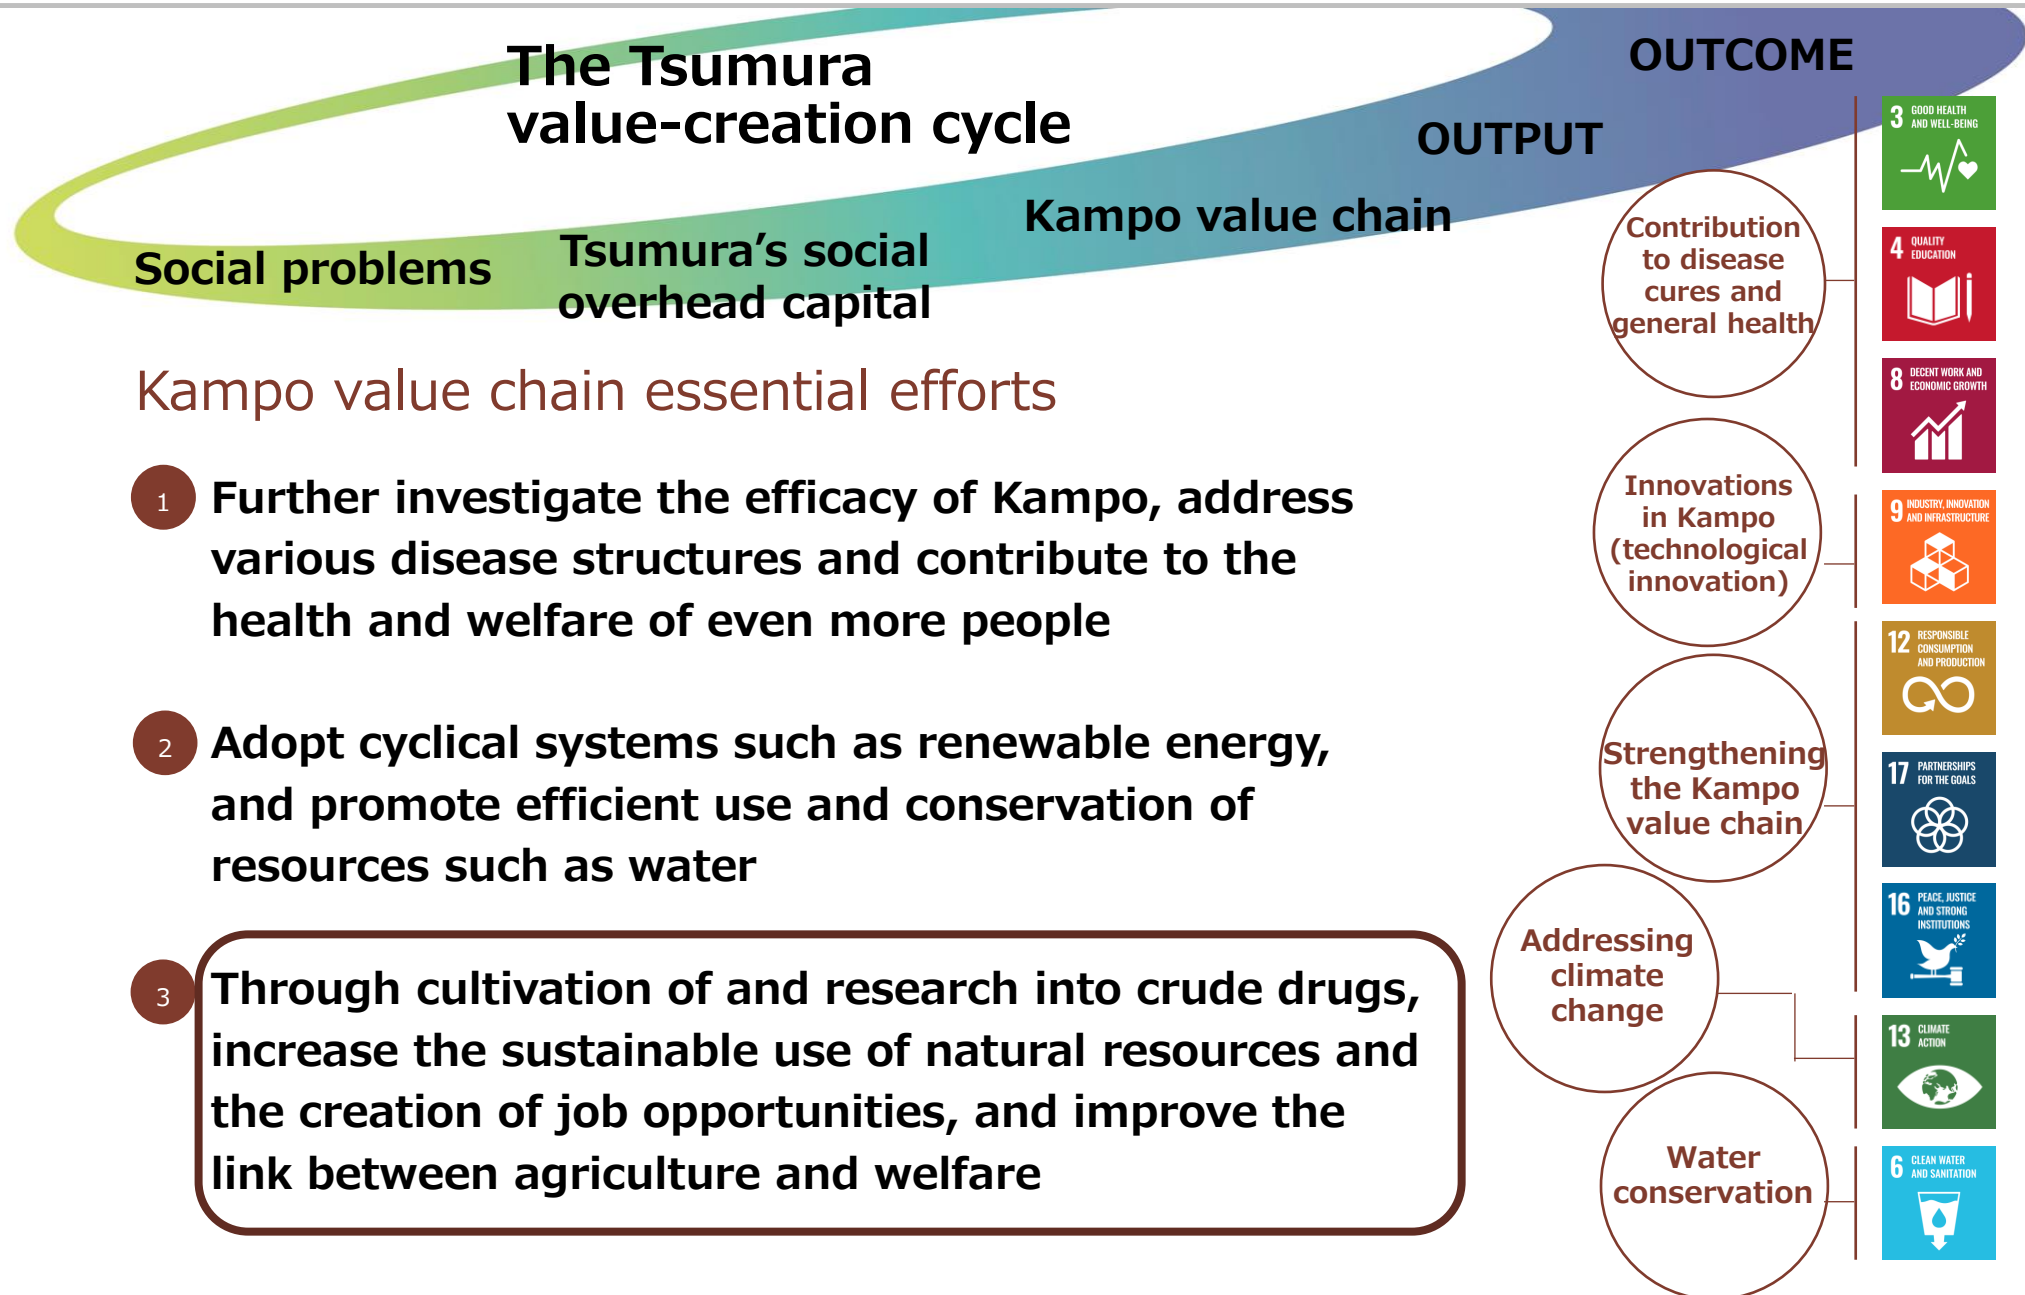 The Tsumura
value-creation cycle
OUTCOME
OUTPUT
Kampo value chain
Tsumura’s social
overhead capital
Social problems
Kampo value chain essential efforts
1
Further investigate the efficacy of Kampo, address
various disease structures and contribute to the
health and welfare of even more people
2
Adopt cyclical systems such as renewable energy,
and promote efficient use and conservation of
resources such as water
3
Through cultivation of and research into crude drugs,
increase the sustainable use of natural resources and
the creation of job opportunities, and improve the
link between agriculture and welfare
Contribution
to disease
cures and
general health
Innovations
in Kampo
(technological
innovation)
Strengthening
the Kampo
value chain
Addressing
climate
change
Water
conservation
3 GOOD HEALTH
AND WELL-BEING
4 QUALITY
EDUCATION
8 DECENT WORK AND
ECONOMIC GROWTH
9 INDUSTRY, INNOVATION
AND INFRASTRUCTURE
12 RESPONSIBLE
CONSUMPTION
AND PRODUCTION
17 PARTNERSHIPS
FOR THE GOALS
16 PEACE, JUSTICE
AND STRONG
INSTITUTIONS
13 CLIMATE
ACTION
6 CLEAN WATER
AND SANITATION